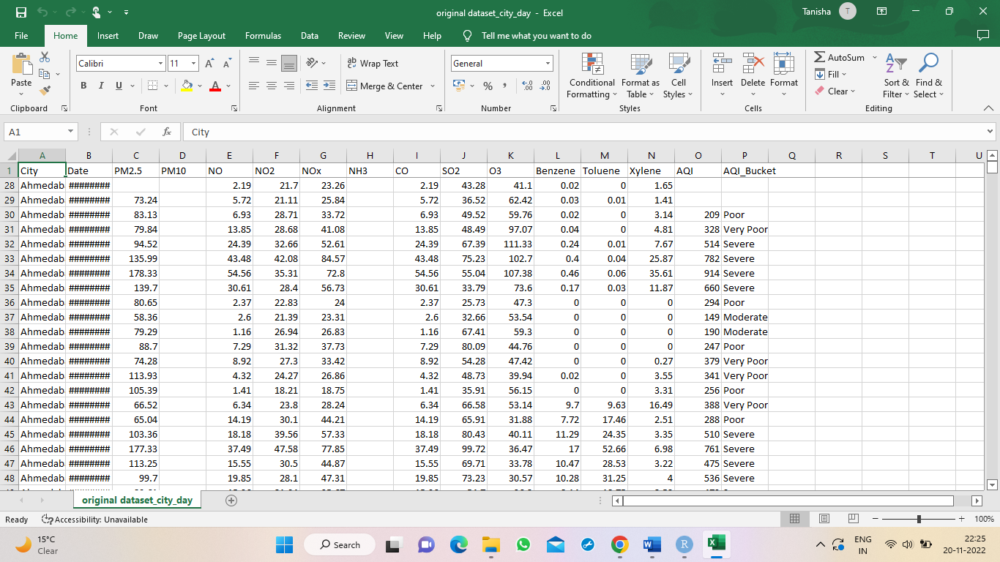 original dataset_city_day - Excel
Tanisha T
File Home Insert Draw Page Layout Formulas Data Review View Help Tell me what you want to do
Calibri 11 ab Wrap Text General AutoSum
Paste B I U A Merge & Center % , Conditional Formatting Format as Table Cell Styles Insert Delete Format Fill Clear Sort & Filter Find & Select
Clipboard Font Alignment Number Styles Cells Editing
A1 fx City
A B C D E F G H I J K L M N O P Q R S T U
1 City Date PM2.5 PM10 NO NO2 NOx NH3 CO SO2 O3 Benzene Toluene Xylene AQI AQI_Bucket
28 Ahmedab ######## 2.19 21.7 23.26 2.19 43.28 41.1 0.02 0 1.65
29 Ahmedab ######## 73.24 5.72 21.11 25.84 5.72 36.52 62.42 0.03 0.01 1.41
30 Ahmedab ######## 83.13 6.93 28.71 33.72 6.93 49.52 59.76 0.02 0 3.14 209 Poor
31 Ahmedab ######## 79.84 13.85 28.68 41.08 13.85 48.49 97.07 0.04 0 4.81 328 Very Poor
32 Ahmedab ######## 94.52 24.39 32.66 52.61 24.39 67.39 111.33 0.24 0.01 7.67 514 Severe
33 Ahmedab ######## 135.99 43.48 42.08 84.57 43.48 75.23 102.7 0.4 0.04 25.87 782 Severe
34 Ahmedab ######## 178.33 54.56 35.31 72.8 54.56 55.04 107.38 0.46 0.06 35.61 914 Severe
35 Ahmedab ######## 139.7 30.61 28.4 56.73 30.61 33.79 73.6 0.17 0.03 11.87 660 Severe
36 Ahmedab ######## 80.65 2.37 22.83 24 2.37 25.73 47.3 0 0 0 294 Poor
37 Ahmedab ######## 58.36 2.6 21.39 23.31 2.6 32.66 53.54 0 0 0 149 Moderate
38 Ahmedab ######## 79.29 1.16 26.94 26.83 1.16 67.41 59.3 0 0 0 190 Moderate
39 Ahmedab ######## 88.7 7.29 31.32 37.73 7.29 80.09 44.76 0 0 0 247 Poor
40 Ahmedab ######## 74.28 8.92 27.3 33.42 8.92 54.28 47.42 0 0 0.27 379 Very Poor
41 Ahmedab ######## 113.93 4.32 24.27 26.86 4.32 48.73 39.94 0.02 0 3.55 341 Very Poor
42 Ahmedab ######## 105.39 1.41 18.21 18.75 1.41 35.91 56.15 0 0 3.31 256 Poor
43 Ahmedab ######## 66.52 6.34 23.8 28.24 6.34 66.58 53.14 9.7 9.63 16.49 388 Very Poor
44 Ahmedab ######## 65.04 14.19 30.1 44.21 14.19 65.91 31.88 7.72 17.46 2.51 288 Poor
45 Ahmedab ######## 103.36 18.18 39.56 57.33 18.18 80.43 40.11 11.29 24.35 3.35 510 Severe
46 Ahmedab ######## 177.33 37.49 47.58 77.85 37.49 99.72 36.47 17 52.66 6.98 761 Severe
47 Ahmedab ######## 113.25 15.55 30.5 44.87 15.55 69.71 33.78 10.47 28.53 3.22 475 Severe
48 Ahmedab ######## 99.7 19.85 28.1 47.31 19.85 73.23 30.57 10.28 31.25 4 536 Severe
original dataset_city_day
Ready Accessibility: Unavailable 100%
15°C Search ENG 22:25
Clear IN 20-11-2022